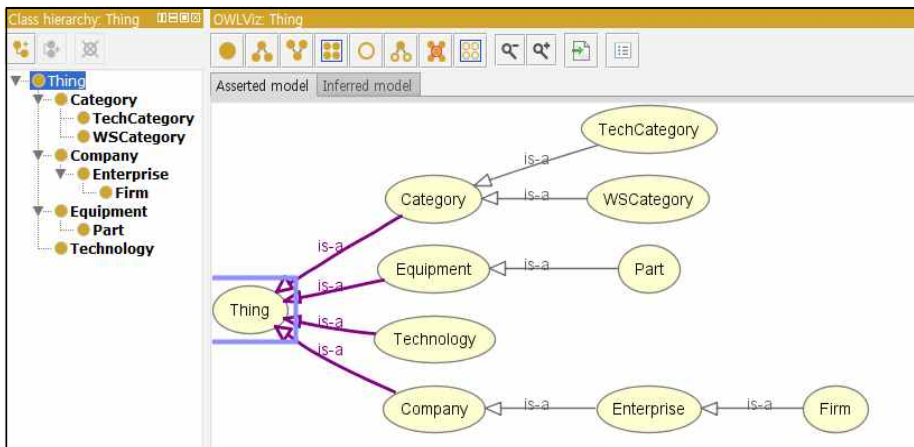 Class hierarchy: Thing
OWLViz: Thing
Asserted model
Inferred model
Thing
Category
TechCategory
WSCategory
Company
Enterprise
Firm
Equipment
Part
Technology
TechCategory
is-a
Category
is-a
WSCategory
is-a
Equipment
is-a
Part
is-a
Thing
is-a
Technology
is-a
Company
is-a
Enterprise
is-a
Firm